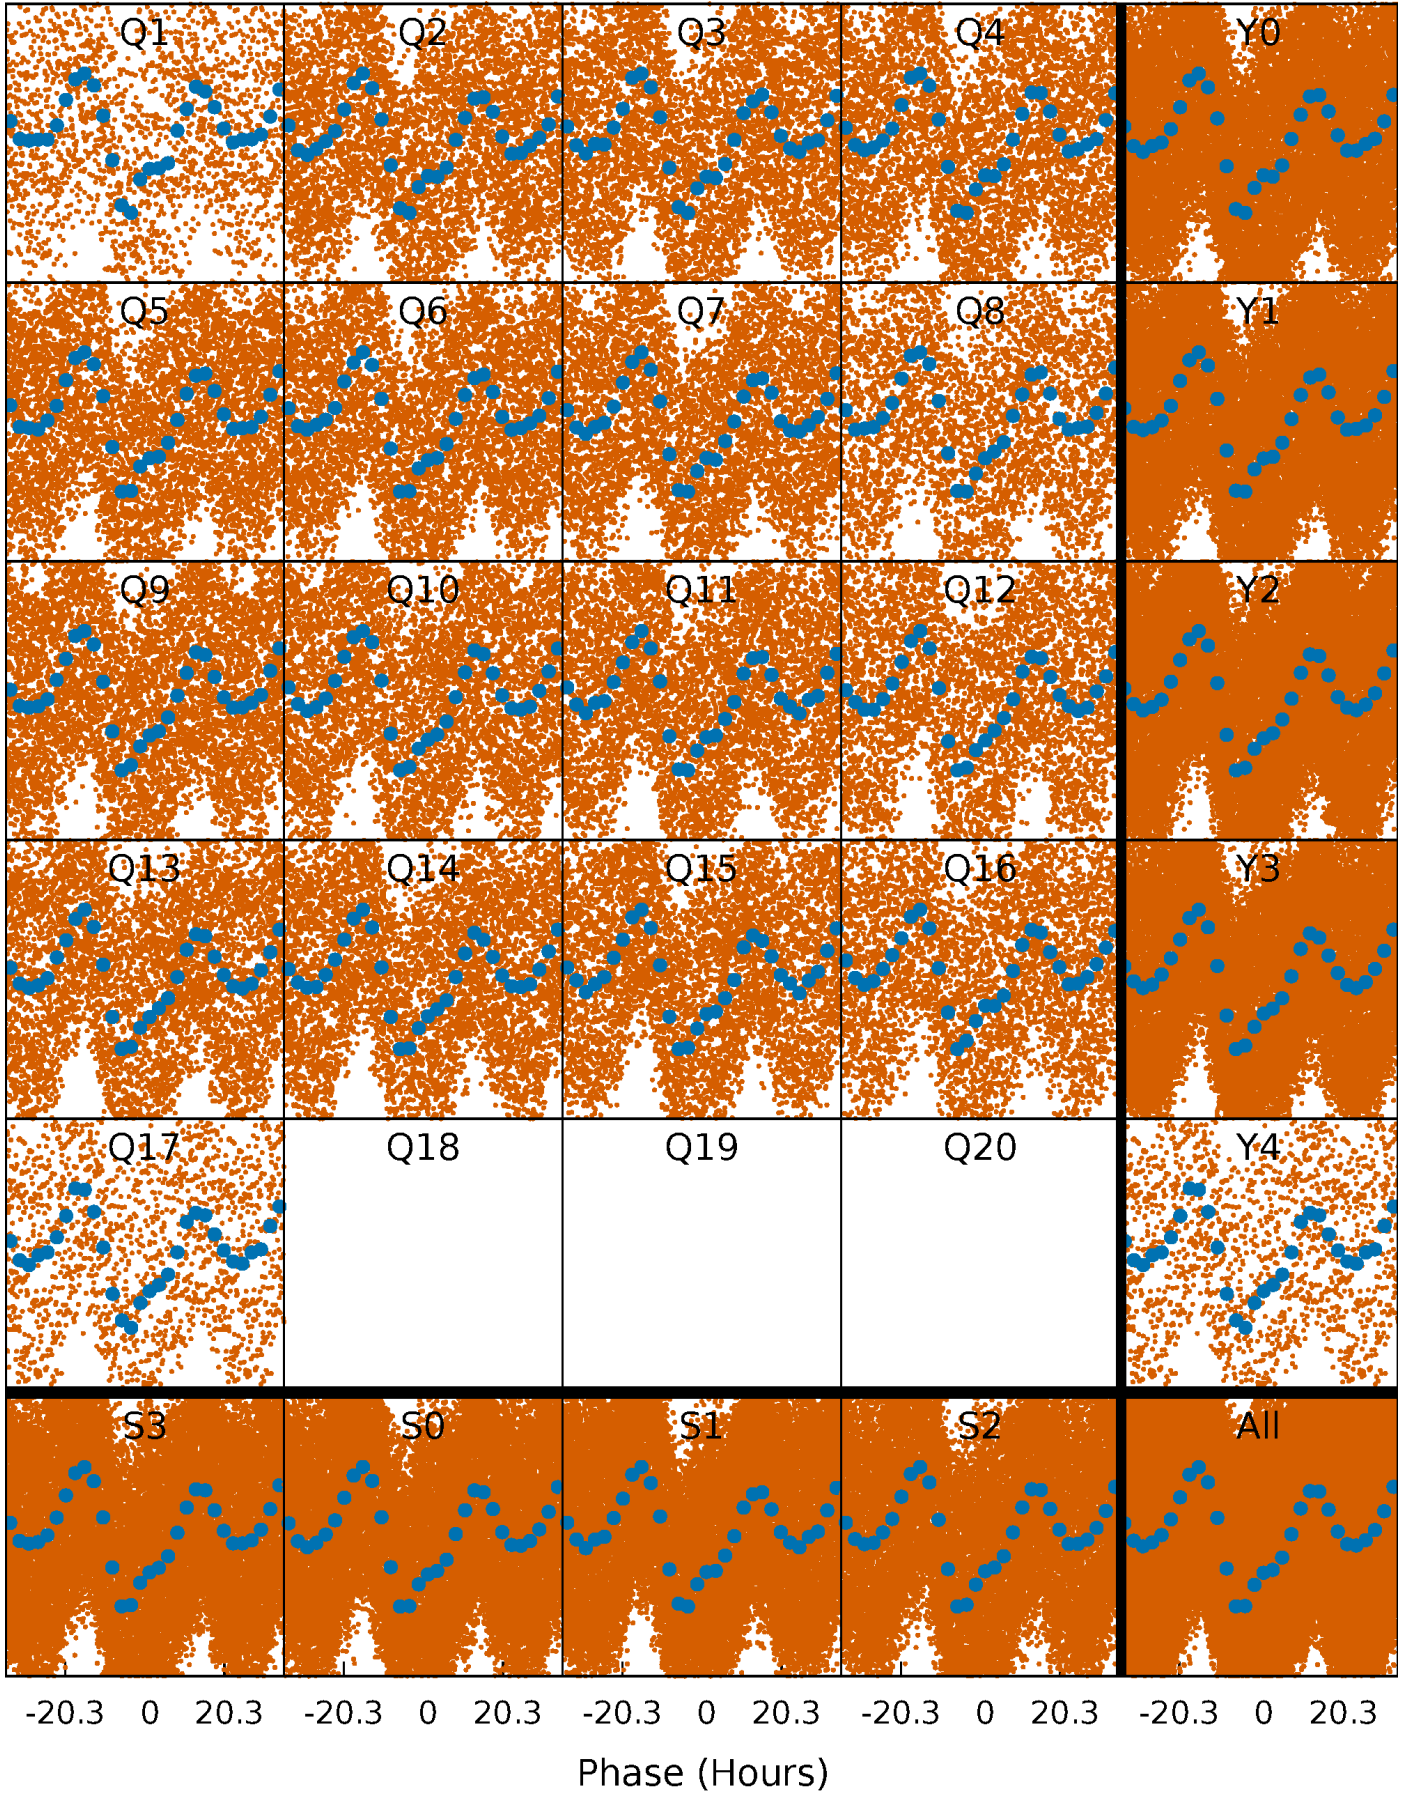 Q1 Q2 Q3 Q4 Y0
Q5 Q6 Q7 Q8 Y1
Q9 Q10 Q11 Q12 Y2
Q13 Q14 Q15 Q16 Y3
Q17 Q18 Q19 Q20 Y4
S3 S0 S1 S2 All
-20.3 0 20.3 -20.3 0 20.3 -20.3 0 20.3 -20.3 0 20.3 -20.3 0 20.3
Phase (Hours)